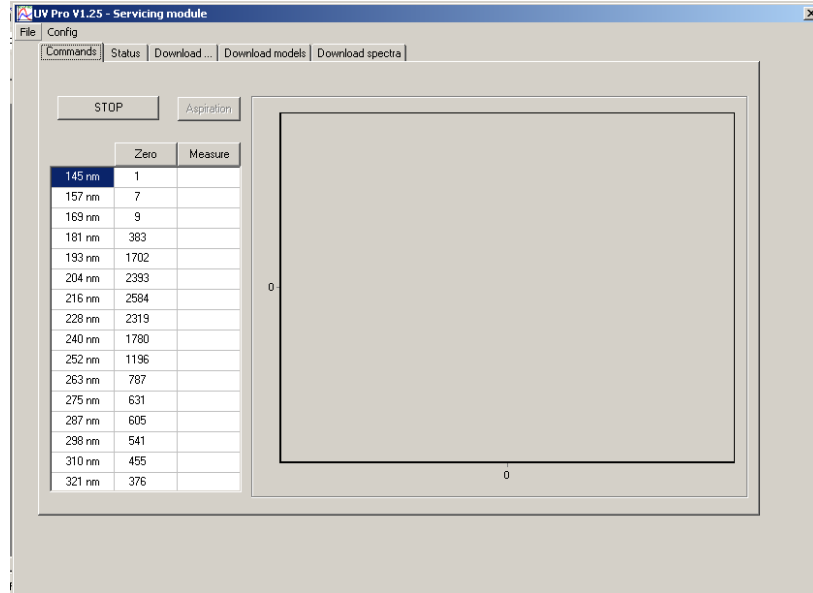 UV Pro V1.25 - Servicing module
File Config
Commands Status Download ... Download models Download spectra
STOP Aspiration
Zero Measure
145 nm 1
157 nm 7
169 nm 9
181 nm 383
193 nm 1702
204 nm 2393
216 nm 2584
228 nm 2319
240 nm 1780
252 nm 1196
263 nm 787
275 nm 631
287 nm 605
298 nm 541
310 nm 455
321 nm 376
0
0